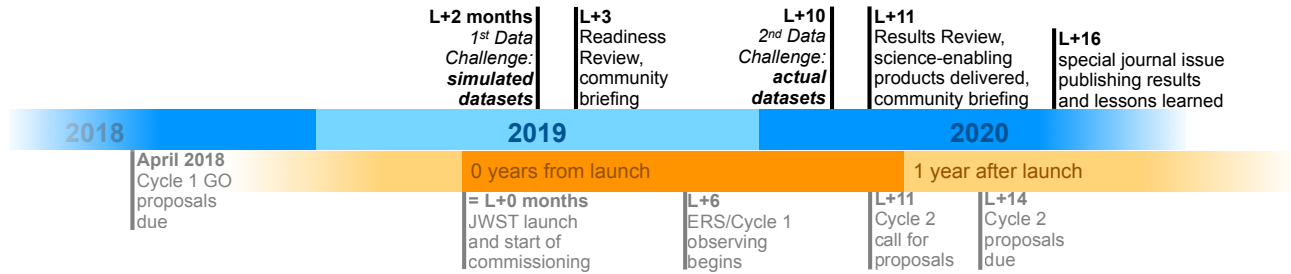 L+2 months
1st Data
Challenge:
simulated
datasets
L+3
Readiness
Review,
community
briefing
L+10
2nd Data
Challenge:
actual
datasets
L+11
Results Review,
science-enabling
products delivered,
community briefing
L+16
special journal issue
publishing results
and lessons learned
2018
2019
2020
0 years from launch
1 year after launch
April 2018
Cycle 1 GO
proposals
due
= L+0 months
JWST launch
and start of
commissioning
L+6
ERS/Cycle 1
observing
begins
L+11
Cycle 2
call for
proposals
L+14
Cycle 2
proposals
due